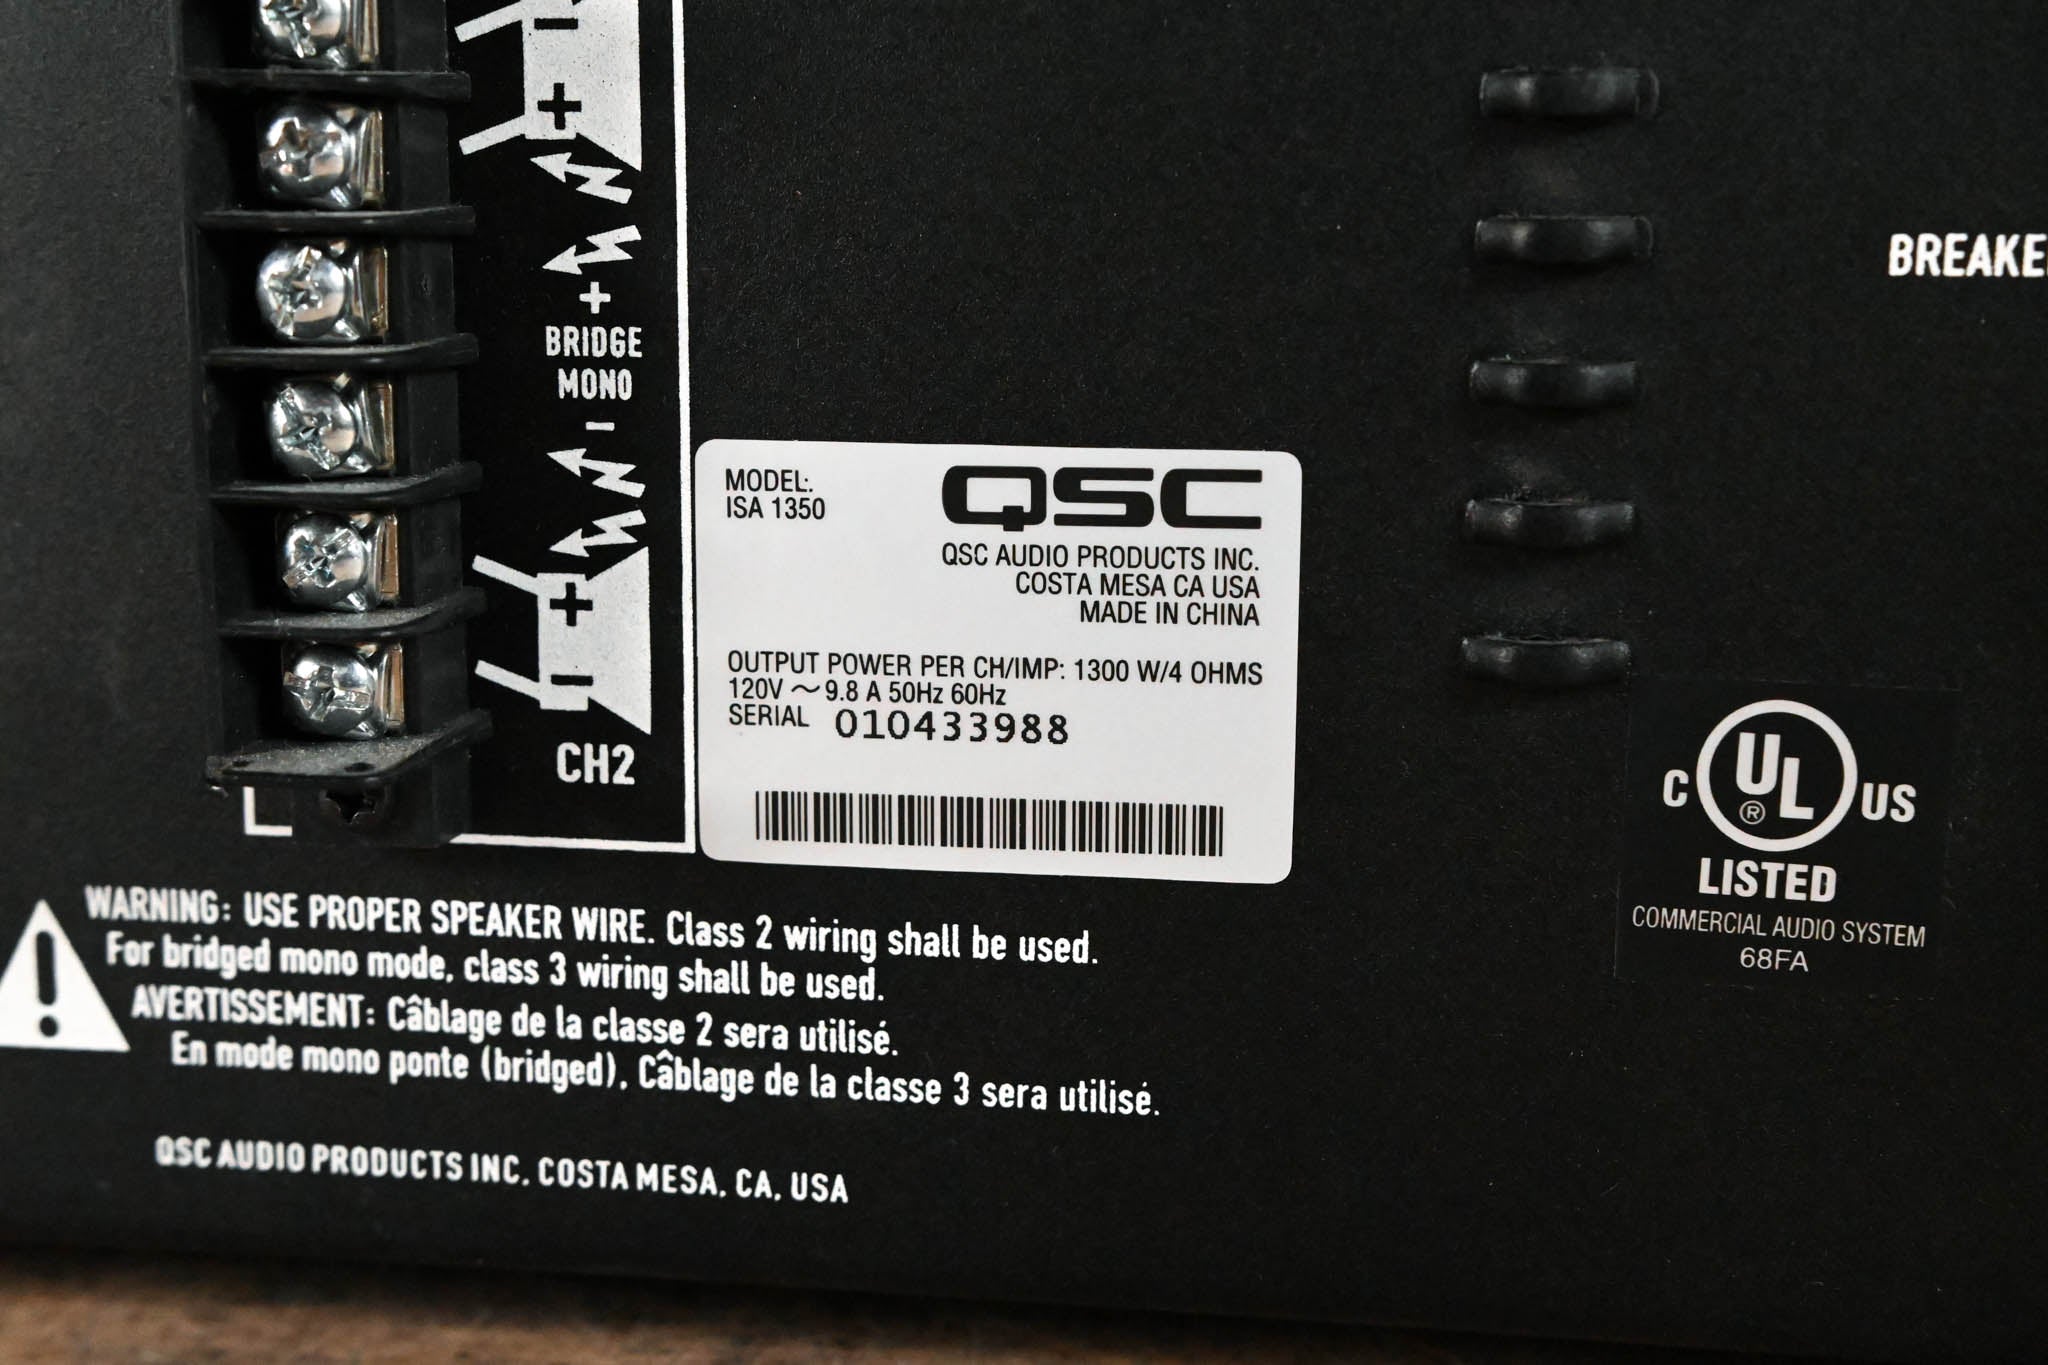 BRIDGE
MONO
CH2
MODEL:
ISA 1350
QSC
QSC AUDIO PRODUCTS INC.
COSTA MESA CA USA
MADE IN CHINA
OUTPUT POWER PER CH/IMP: 1300 W/4 OHMS
120V ~ 9.8 A 50Hz 60Hz
SERIAL 010433988
BREAKE
C UL ® US
LISTED
COMMERCIAL AUDIO SYSTEM
68FA
WARNING: USE PROPER SPEAKER WIRE. Class 2 wiring shall be used.
For bridged mono mode, class 3 wiring shall be used.
AVERTISSEMENT: Câblage de la classe 2 sera utilisé.
En mode mono ponte (bridged), Câblage de la classe 3 sera utilisé.
QSC AUDIO PRODUCTS INC. COSTA MESA, CA, USA